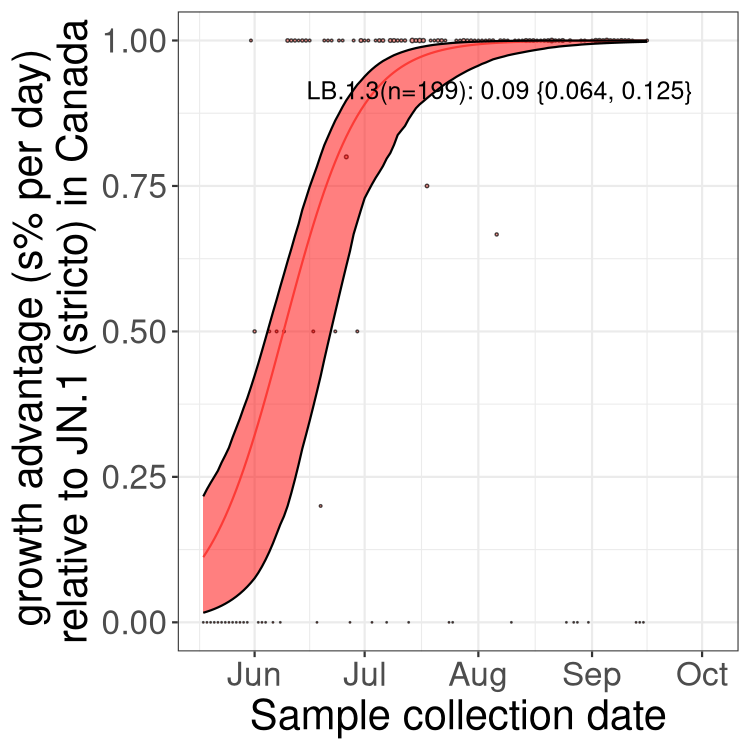 growth advantage (s% per day)
relative to JN.1 (stricto) in Canada
1.00
0.75
0.50
0.25
0.00
LB.1.3(n=199): 0.09 {0.064, 0.125}
Jun Jul Aug Sep Oct
Sample collection date